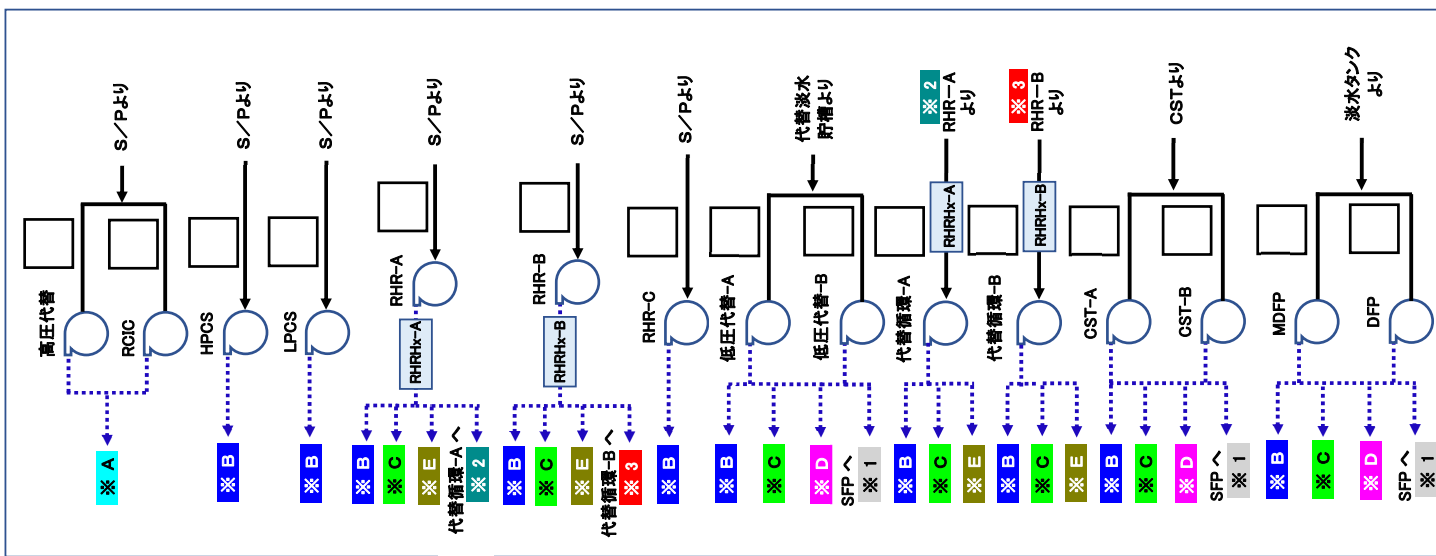 S/Pより
高圧代替
RCIC
※A
S/Pより
HPCS
※B
S/Pより
LPCS
※B
S/Pより
RHR-A
RHRHx-A
※B
※C
※E
代替循環-Aへ
※2
S/Pより
RHR-B
RHRHx-B
※B
※C
※E
代替循環-Bへ
※3
S/Pより
RHR-C
※B
代替淡水
貯槽より
低圧代替-A
低圧代替-B
※B
※C
※D
SFPへ
※1
※2
RHR-A
より
RHRHx-A
代替循環-A
※B
※C
※E
※3
RHR-B
より
RHRHx-B
代替循環-B
※B
※C
※E
CSTより
CST-A
CST-B
※B
※C
※D
SFPへ
※1
淡水タンク
より
MDFP
DFP
※B
※C
※D
SFPへ
※1